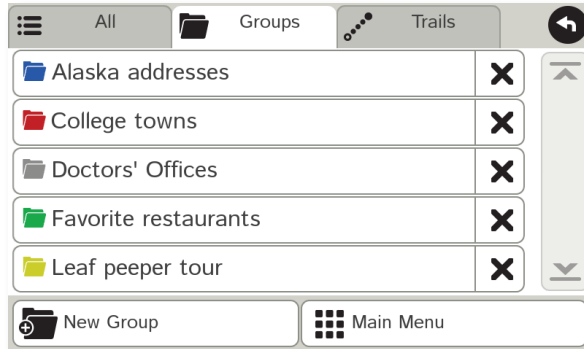 All Groups Trails
Alaska addresses
College towns
Doctors' Offices
Favorite restaurants
Leaf peeper tour
New Group Main Menu